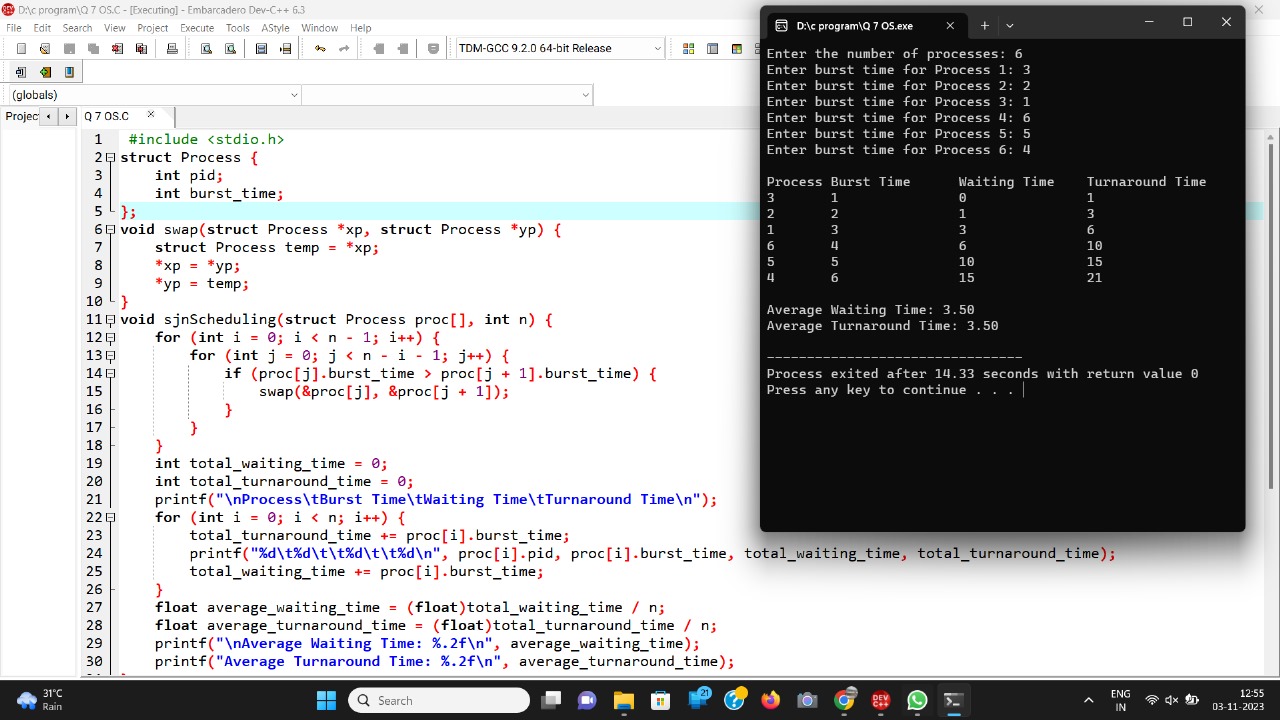 D:\c program\Q 7 OS.C - [Executing] - Embarcadero Dev-C++ 6.3
File Edit Search View Project Execute Tools AStyle Window Help
TDM-GCC 9.2.0 64-bit Release
(globals)
Projec
Q 7 OS.C
1 #include <stdio.h>
2 struct Process {
3 int pid;
4 int burst_time;
5 };
6 void swap(struct Process *xp, struct Process *yp) {
7 struct Process temp = *xp;
8 *xp = *yp;
9 *yp = temp;
10 }
11 void sjnScheduling(struct Process proc[], int n) {
12 for (int i = 0; i < n - 1; i++) {
13 for (int j = 0; j < n - i - 1; j++) {
14 if (proc[j].burst_time > proc[j + 1].burst_time) {
15 swap(&proc[j], &proc[j + 1]);
16 }
17 }
18 }
19 int total_waiting_time = 0;
20 int total_turnaround_time = 0;
21 printf("\nProcess\tBurst Time\tWaiting Time\tTurnaround Time\n");
22 for (int i = 0; i < n; i++) {
23 total_turnaround_time += proc[i].burst_time;
24 printf("%d\t%d\t\t%d\t\t%d\n", proc[i].pid, proc[i].burst_time, total_waiting_time, total_turnaround_time);
25 total_waiting_time += proc[i].burst_time;
26 }
27 float average_waiting_time = (float)total_waiting_time / n;
28 float average_turnaround_time = (float)total_turnaround_time / n;
29 printf("\nAverage Waiting Time: %.2f\n", average_waiting_time);
30 printf("Average Turnaround Time: %.2f\n", average_turnaround_time);
D:\c program\Q 7 OS.exe
Enter the number of processes: 6
Enter burst time for Process 1: 3
Enter burst time for Process 2: 2
Enter burst time for Process 3: 1
Enter burst time for Process 4: 6
Enter burst time for Process 5: 5
Enter burst time for Process 6: 4
Process Burst Time Waiting Time Turnaround Time
3 1 0 1
2 2 1 3
1 3 3 6
6 4 6 10
5 5 10 15
4 6 15 21
Average Waiting Time: 3.50
Average Turnaround Time: 3.50
--------------------------------
Process exited after 14.33 seconds with return value 0
Press any key to continue . . .
31°C
Rain
Search
21
DEV
C++
ENG
IN
12:55
03-11-2023